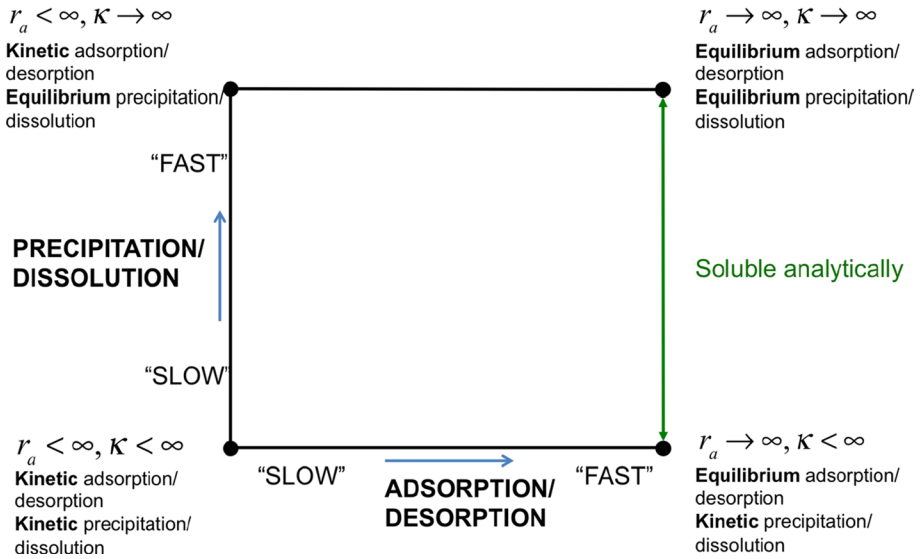 r_a < ∞, κ → ∞
Kinetic adsorption/
desorption
Equilibrium precipitation/
dissolution
r_a → ∞, κ → ∞
Equilibrium adsorption/
desorption
Equilibrium precipitation/
dissolution
“FAST”
PRECIPITATION/
DISSOLUTION
Soluble analytically
“SLOW”
r_a < ∞, κ < ∞
Kinetic adsorption/
desorption
Kinetic precipitation/
dissolution
“SLOW”
ADSORPTION/
DESORPTION
“FAST”
r_a → ∞, κ < ∞
Equilibrium adsorption/
desorption
Kinetic precipitation/
dissolution